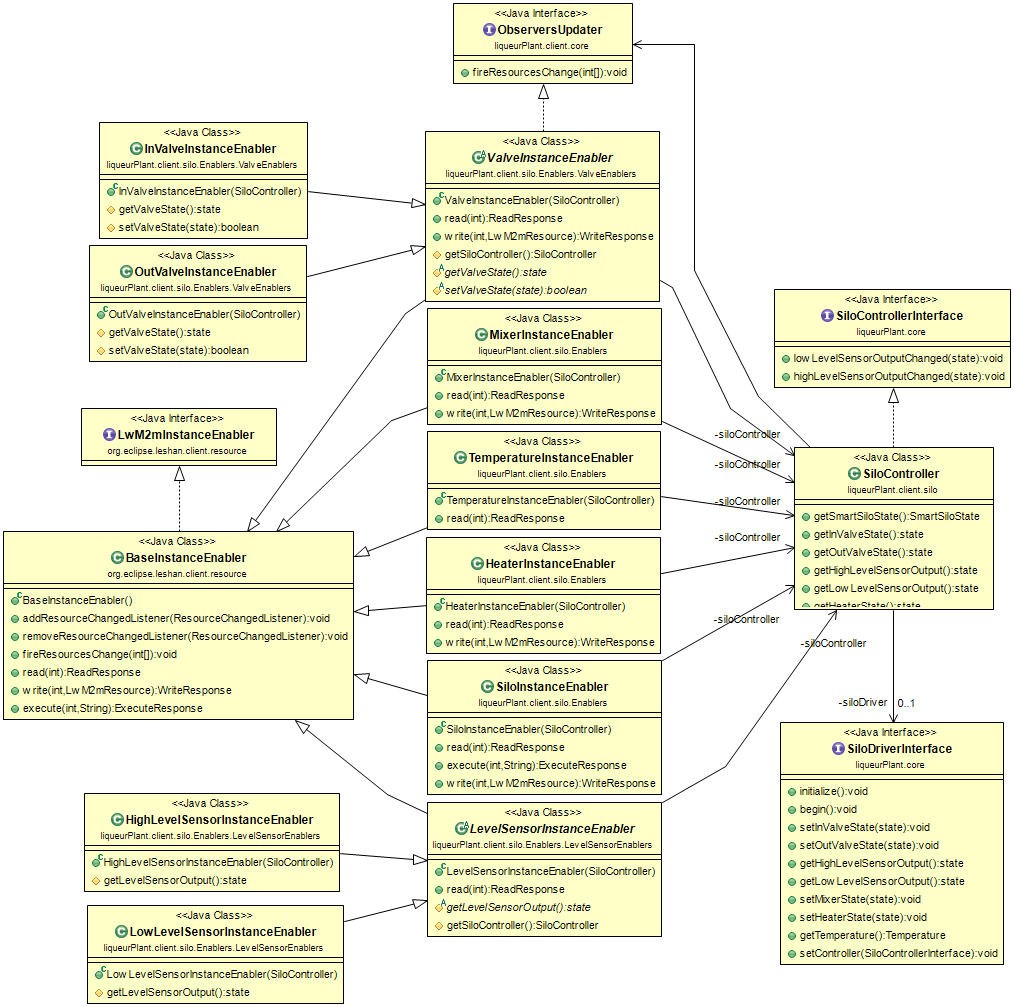 <<Java Interface>>
ObserversUpdater
liqueurPlant.client.core
fireResourcesChange(int[]):void
<<Java Class>>
InValveInstanceEnabler
liqueurPlant.client.silo.Enablers.ValveEnablers
InValveInstanceEnabler(SiloController)
getValveState():state
setValveState(state):boolean
<<Java Class>>
ValveInstanceEnabler
liqueurPlant.client.silo.Enablers.ValveEnablers
ValveInstanceEnabler(SiloController)
read(int):ReadResponse
write(int,LwM2mResource):WriteResponse
getSiloController():SiloController
getValveState():state
setValveState(state):boolean
<<Java Class>>
OutValveInstanceEnabler
liqueurPlant.client.silo.Enablers.ValveEnablers
OutValveInstanceEnabler(SiloController)
getValveState():state
setValveState(state):boolean
<<Java Interface>>
SiloControllerInterface
liqueurPlant.core
lowLevelSensorOutputChanged(state):void
highLevelSensorOutputChanged(state):void
<<Java Class>>
MixerInstanceEnabler
liqueurPlant.client.silo.Enablers
MixerInstanceEnabler(SiloController)
read(int):ReadResponse
write(int,LwM2mResource):WriteResponse
<<Java Interface>>
LwM2mInstanceEnabler
org.eclipse.leshan.client.resource
<<Java Class>>
TemperatureInstanceEnabler
liqueurPlant.client.silo.Enablers
TemperatureInstanceEnabler(SiloController)
read(int):ReadResponse
-siloController
-siloController
-siloController
-siloController
-siloController
-siloController
<<Java Class>>
SiloController
liqueurPlant.client.silo
getSmartSiloState():SmartSiloState
getInValveState():state
getOutValveState():state
getHighLevelSensorOutput():state
getLowLevelSensorOutput():state
getHeaterState():state
<<Java Class>>
BaseInstanceEnabler
org.eclipse.leshan.client.resource
BaseInstanceEnabler()
addResourceChangedListener(ResourceChangedListener):void
removeResourceChangedListener(ResourceChangedListener):void
fireResourcesChange(int[]):void
read(int):ReadResponse
write(int,LwM2mResource):WriteResponse
execute(int,String):ExecuteResponse
<<Java Class>>
HeaterInstanceEnabler
liqueurPlant.client.silo.Enablers
HeaterInstanceEnabler(SiloController)
read(int):ReadResponse
write(int,LwM2mResource):WriteResponse
<<Java Class>>
SiloInstanceEnabler
liqueurPlant.client.silo.Enablers
SiloInstanceEnabler(SiloController)
read(int):ReadResponse
execute(int,String):ExecuteResponse
write(int,LwM2mResource):WriteResponse
-siloDriver 0..1
<<Java Interface>>
SiloDriverInterface
liqueurPlant.core
initialize():void
begin():void
setInValveState(state):void
setOutValveState(state):void
getHighLevelSensorOutput():state
getLowLevelSensorOutput():state
setMixerState(state):void
setHeaterState(state):void
getTemperature():Temperature
setController(SiloControllerInterface):void
<<Java Class>>
HighLevelSensorInstanceEnabler
liqueurPlant.client.silo.Enablers.LevelSensorEnablers
HighLevelSensorInstanceEnabler(SiloController)
getLevelSensorOutput():state
<<Java Class>>
LevelSensorInstanceEnabler
liqueurPlant.client.silo.Enablers.LevelSensorEnablers
LevelSensorInstanceEnabler(SiloController)
read(int):ReadResponse
getLevelSensorOutput():state
getSiloController():SiloController
<<Java Class>>
LowLevelSensorInstanceEnabler
liqueurPlant.client.silo.Enablers.LevelSensorEnablers
LowLevelSensorInstanceEnabler(SiloController)
getLevelSensorOutput():state